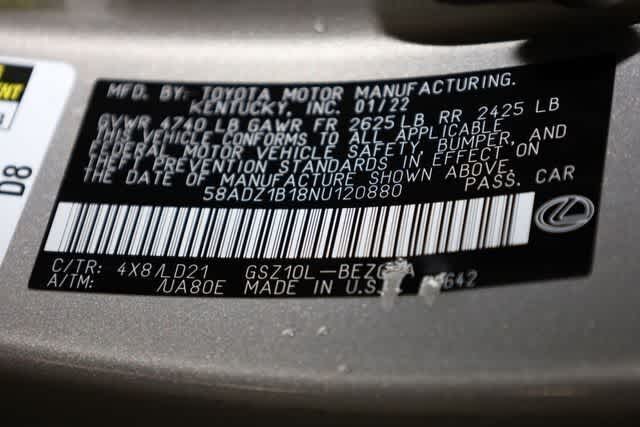 MFD. BY: TOYOTA MOTOR MANUFACTURING.
KENTUCKY, INC. 01/22
GVWR 4740 LB GAWR FR 2625 LB RR 2425 LB
THIS VEHICLE CONFORMS TO ALL APPLICABLE
FEDERAL MOTOR VEHICLE SAFETY, BUMPER, AND
THEFT PREVENTION STANDARDS IN EFFECT ON
THE DATE OF MANUFACTURE SHOWN ABOVE.
58ADZ1B18NU120880 PASS. CAR
C/TR: 4X8/LD21 GSZ10L-
A/TM: /UA80E MADE IN U.S.
D8